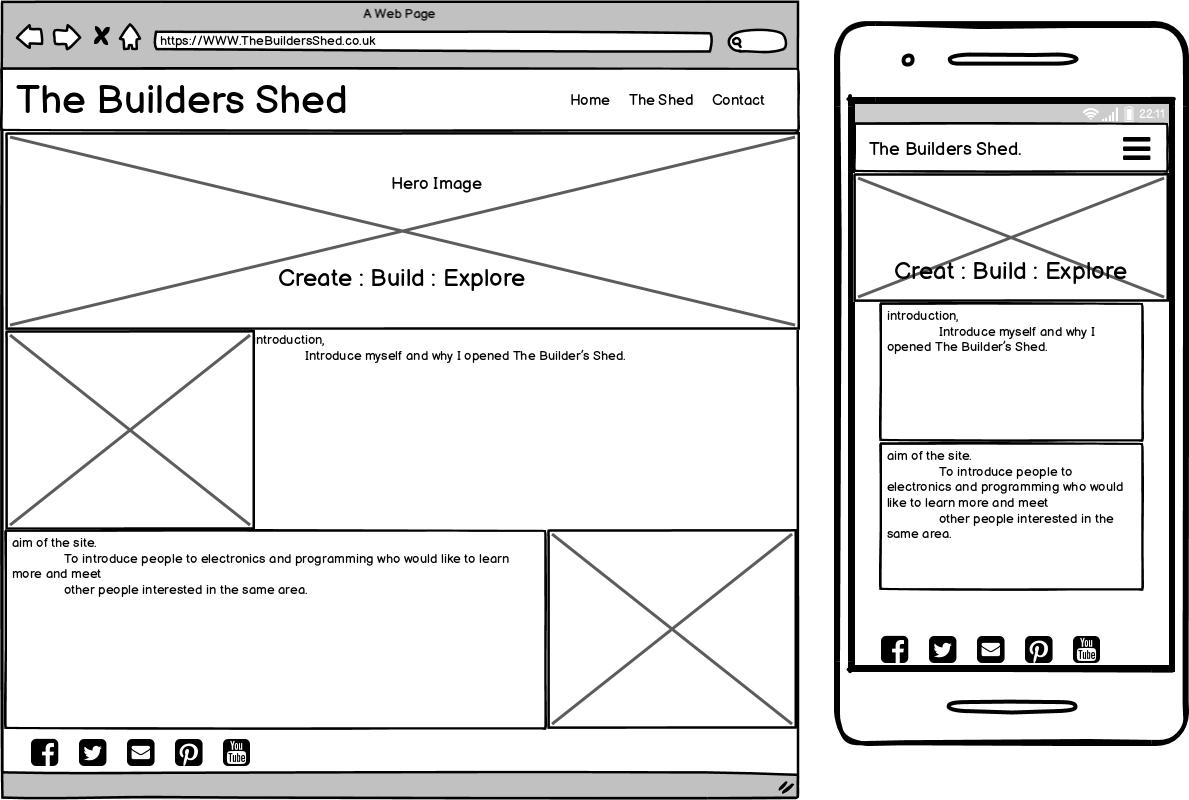 A Web Page
https://WWW.TheBuildersShed.co.uk
The Builders Shed
Home The Shed Contact
Hero Image
Create : Build : Explore
ntroduction,
Introduce myself and why I opened The Builder's Shed.
aim of the site.
To introduce people to electronics and programming who would like to learn
more and meet
other people interested in the same area.
You
Tube
22:11
The Builders Shed.
Creat : Build : Explore
introduction,
Introduce myself and why I
opened The Builder's Shed.
aim of the site.
To introduce people to
electronics and programming who would
like to learn more and meet
other people interested in the
same area.
You
Tube